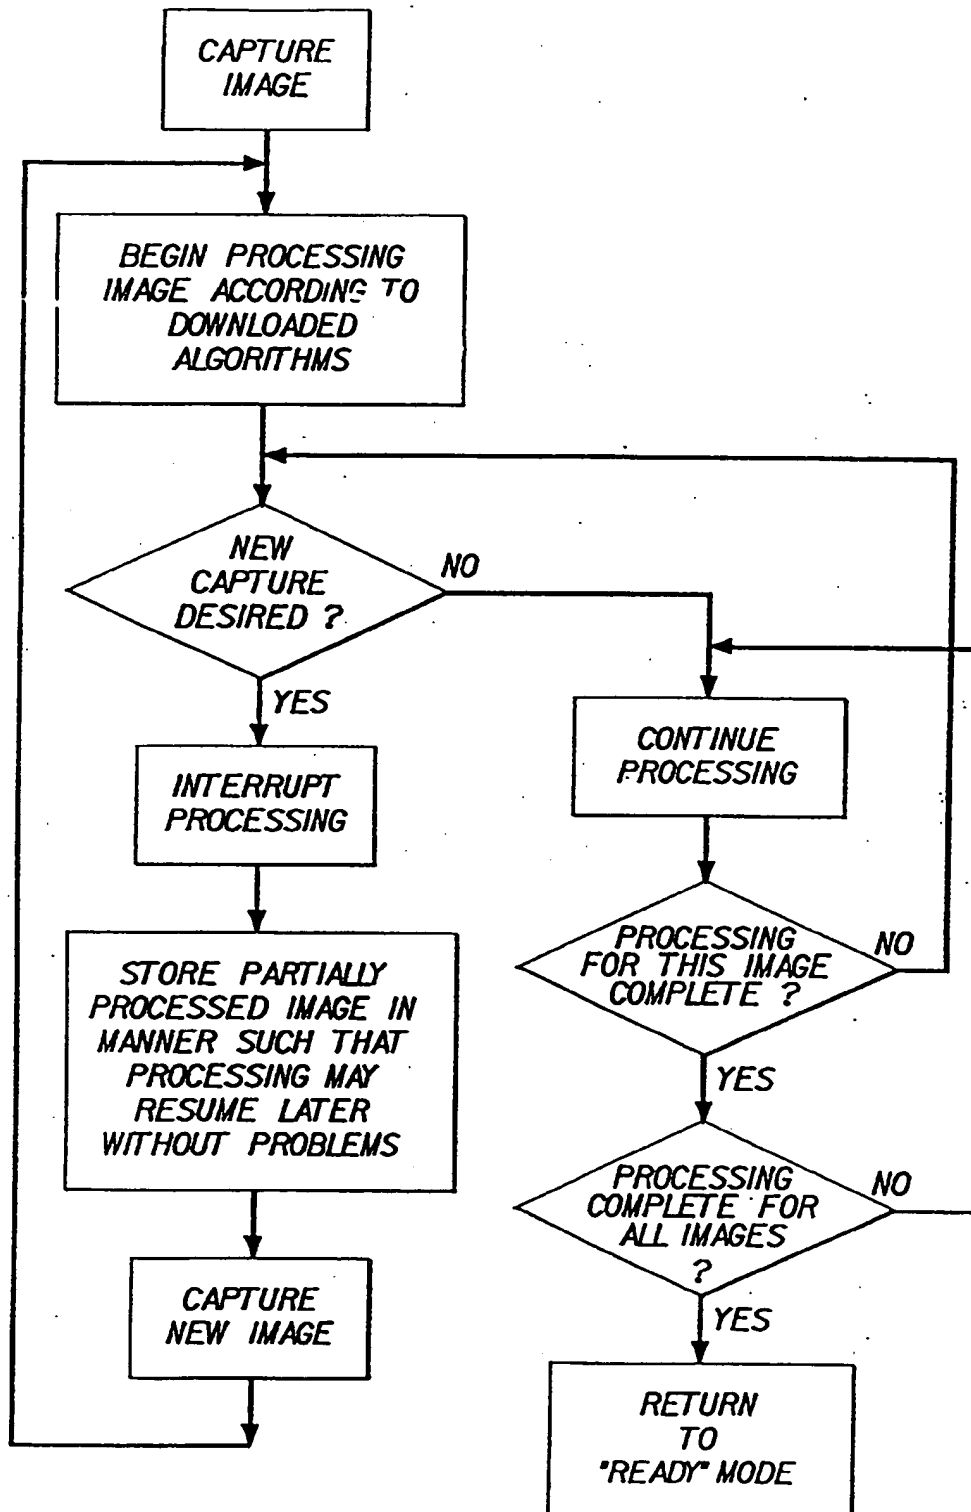 CAPTURE
IMAGE
BEGIN PROCESSING
IMAGE ACCORDING TO
DOWNLOADED
ALGORITHMS
NEW
CAPTURE
DESIRED ?
NO
YES
INTERRUPT
PROCESSING
STORE PARTIALLY
PROCESSED IMAGE IN
MANNER SUCH THAT
PROCESSING MAY
RESUME LATER
WITHOUT PROBLEMS
CAPTURE
NEW IMAGE
CONTINUE
PROCESSING
PROCESSING
FOR THIS IMAGE
COMPLETE ?
NO
YES
PROCESSING
COMPLETE FOR
ALL IMAGES
?
NO
YES
RETURN
TO
"READY" MODE